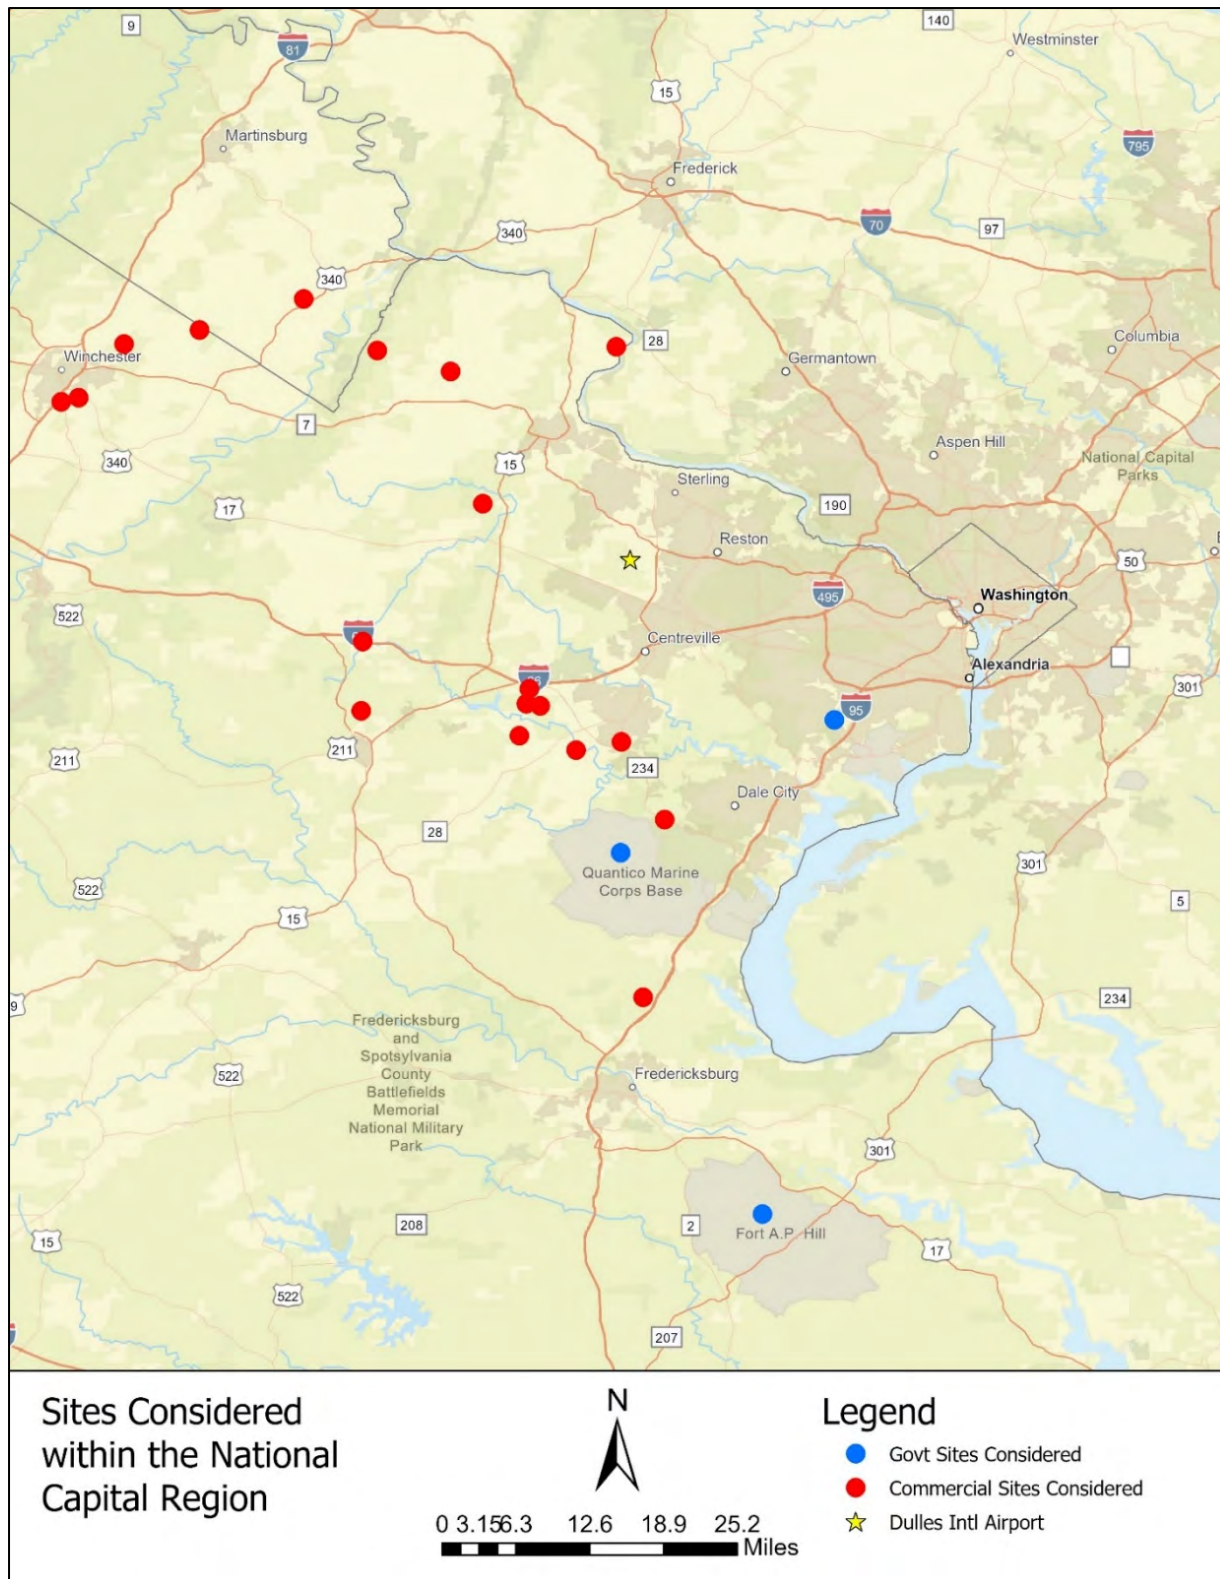 9
81
140
Westminster
15
795
Martinsburg
Frederick
70
97
340
340
28
Columbia
Winchester
Germantown
7
Aspen Hill
340
15
National Capital
Parks
Sterling
190
17
Reston
50
495
Washington
522
Centreville
Alexandria
301
95
211
211
234
Dale City
28
301
Quantico Marine
Corps Base
522
5
15
9
234
Fredericksburg
and
Spotsylvania
County
Battlefields
Memorial
National Military
Park
522
Fredericksburg
301
208
2
Fort A.P. Hill
15
17
522
207
Sites Considered
within the National
Capital Region
N
0 3.15 6.3 12.6 18.9 25.2
Miles
Legend
Govt Sites Considered
Commercial Sites Considered
Dulles Intl Airport